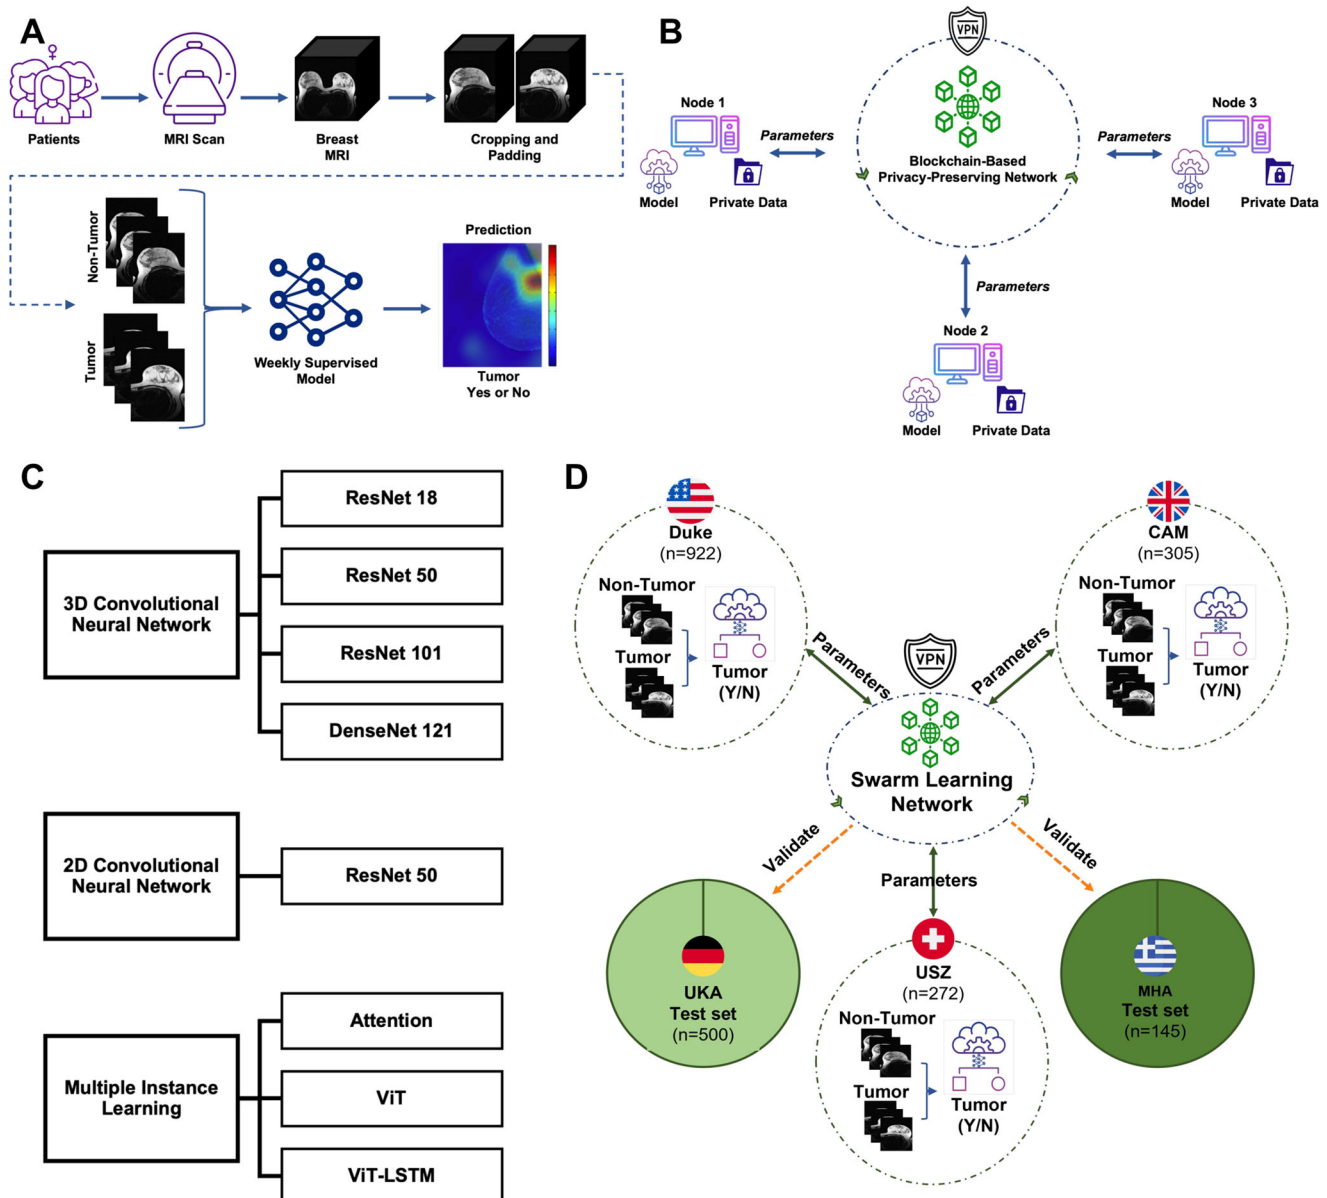 A
Patients
MRI Scan
Breast
MRI
Cropping and
Padding
Non-Tumor
Tumor
Weekly Supervised
Model
Prediction
Tumor
Yes or No
B
VPN
Node 1
Parameters
Model
Private Data
Blockchain-Based
Privacy-Preserving Network
Node 3
Parameters
Model
Private Data
Parameters
Node 2
Model
Private Data
C
3D Convolutional
Neural Network
ResNet 18
ResNet 50
ResNet 101
DenseNet 121
2D Convolutional
Neural Network
ResNet 50
Multiple Instance
Learning
Attention
ViT
ViT-LSTM
D
Duke
(n=922)
Non-Tumor
Tumor
Tumor
(Y/N)
Parameters
CAM
(n=305)
Non-Tumor
Tumor
Tumor
(Y/N)
Parameters
VPN
Swarm Learning
Network
Validate
Validate
Parameters
UKA
Test set
(n=500)
USZ
(n=272)
Non-Tumor
Tumor
Tumor
(Y/N)
MHA
Test set
(n=145)